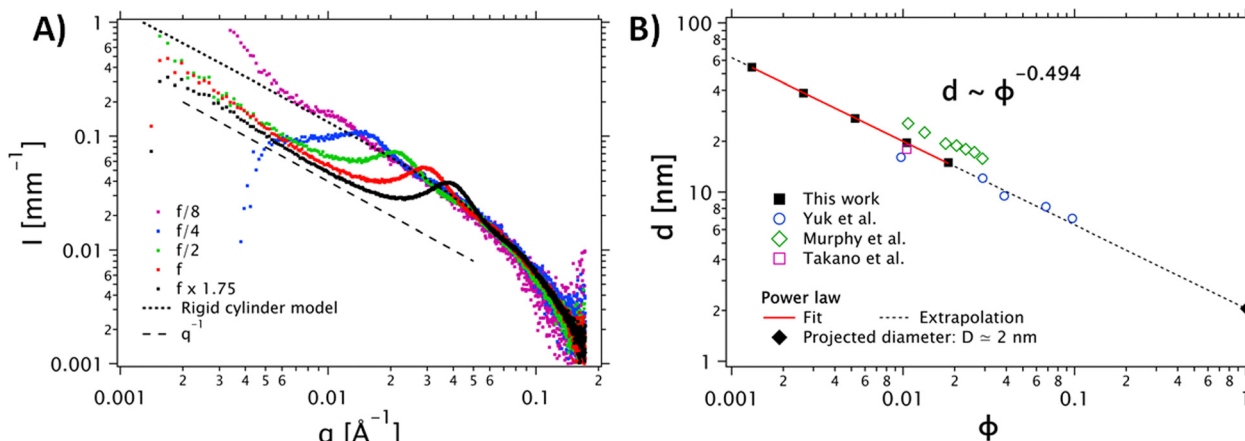 A)
1
8
6
4
2
0.1
8
6
4
2
0.01
8
6
4
2
0.001
I [mm⁻¹]
f/8
f/4
f/2
f
f x 1.75
Rigid cylinder model
q⁻¹
0.001
2
3
4
5
6
0.01
2
3
4
5
6
0.1
2
q [Å⁻¹]
B)
100
6
4
2
10
6
4
2
1
d [nm]
d ~ ϕ⁻⁰·⁴⁹⁴
This work
Yuk et al.
Murphy et al.
Takano et al.
Power law
Fit
Extrapolation
Projected diameter: D ≃ 2 nm
0.001
2
4
6
8
0.01
2
4
6
8
0.1
2
4
6
8
1
ϕ